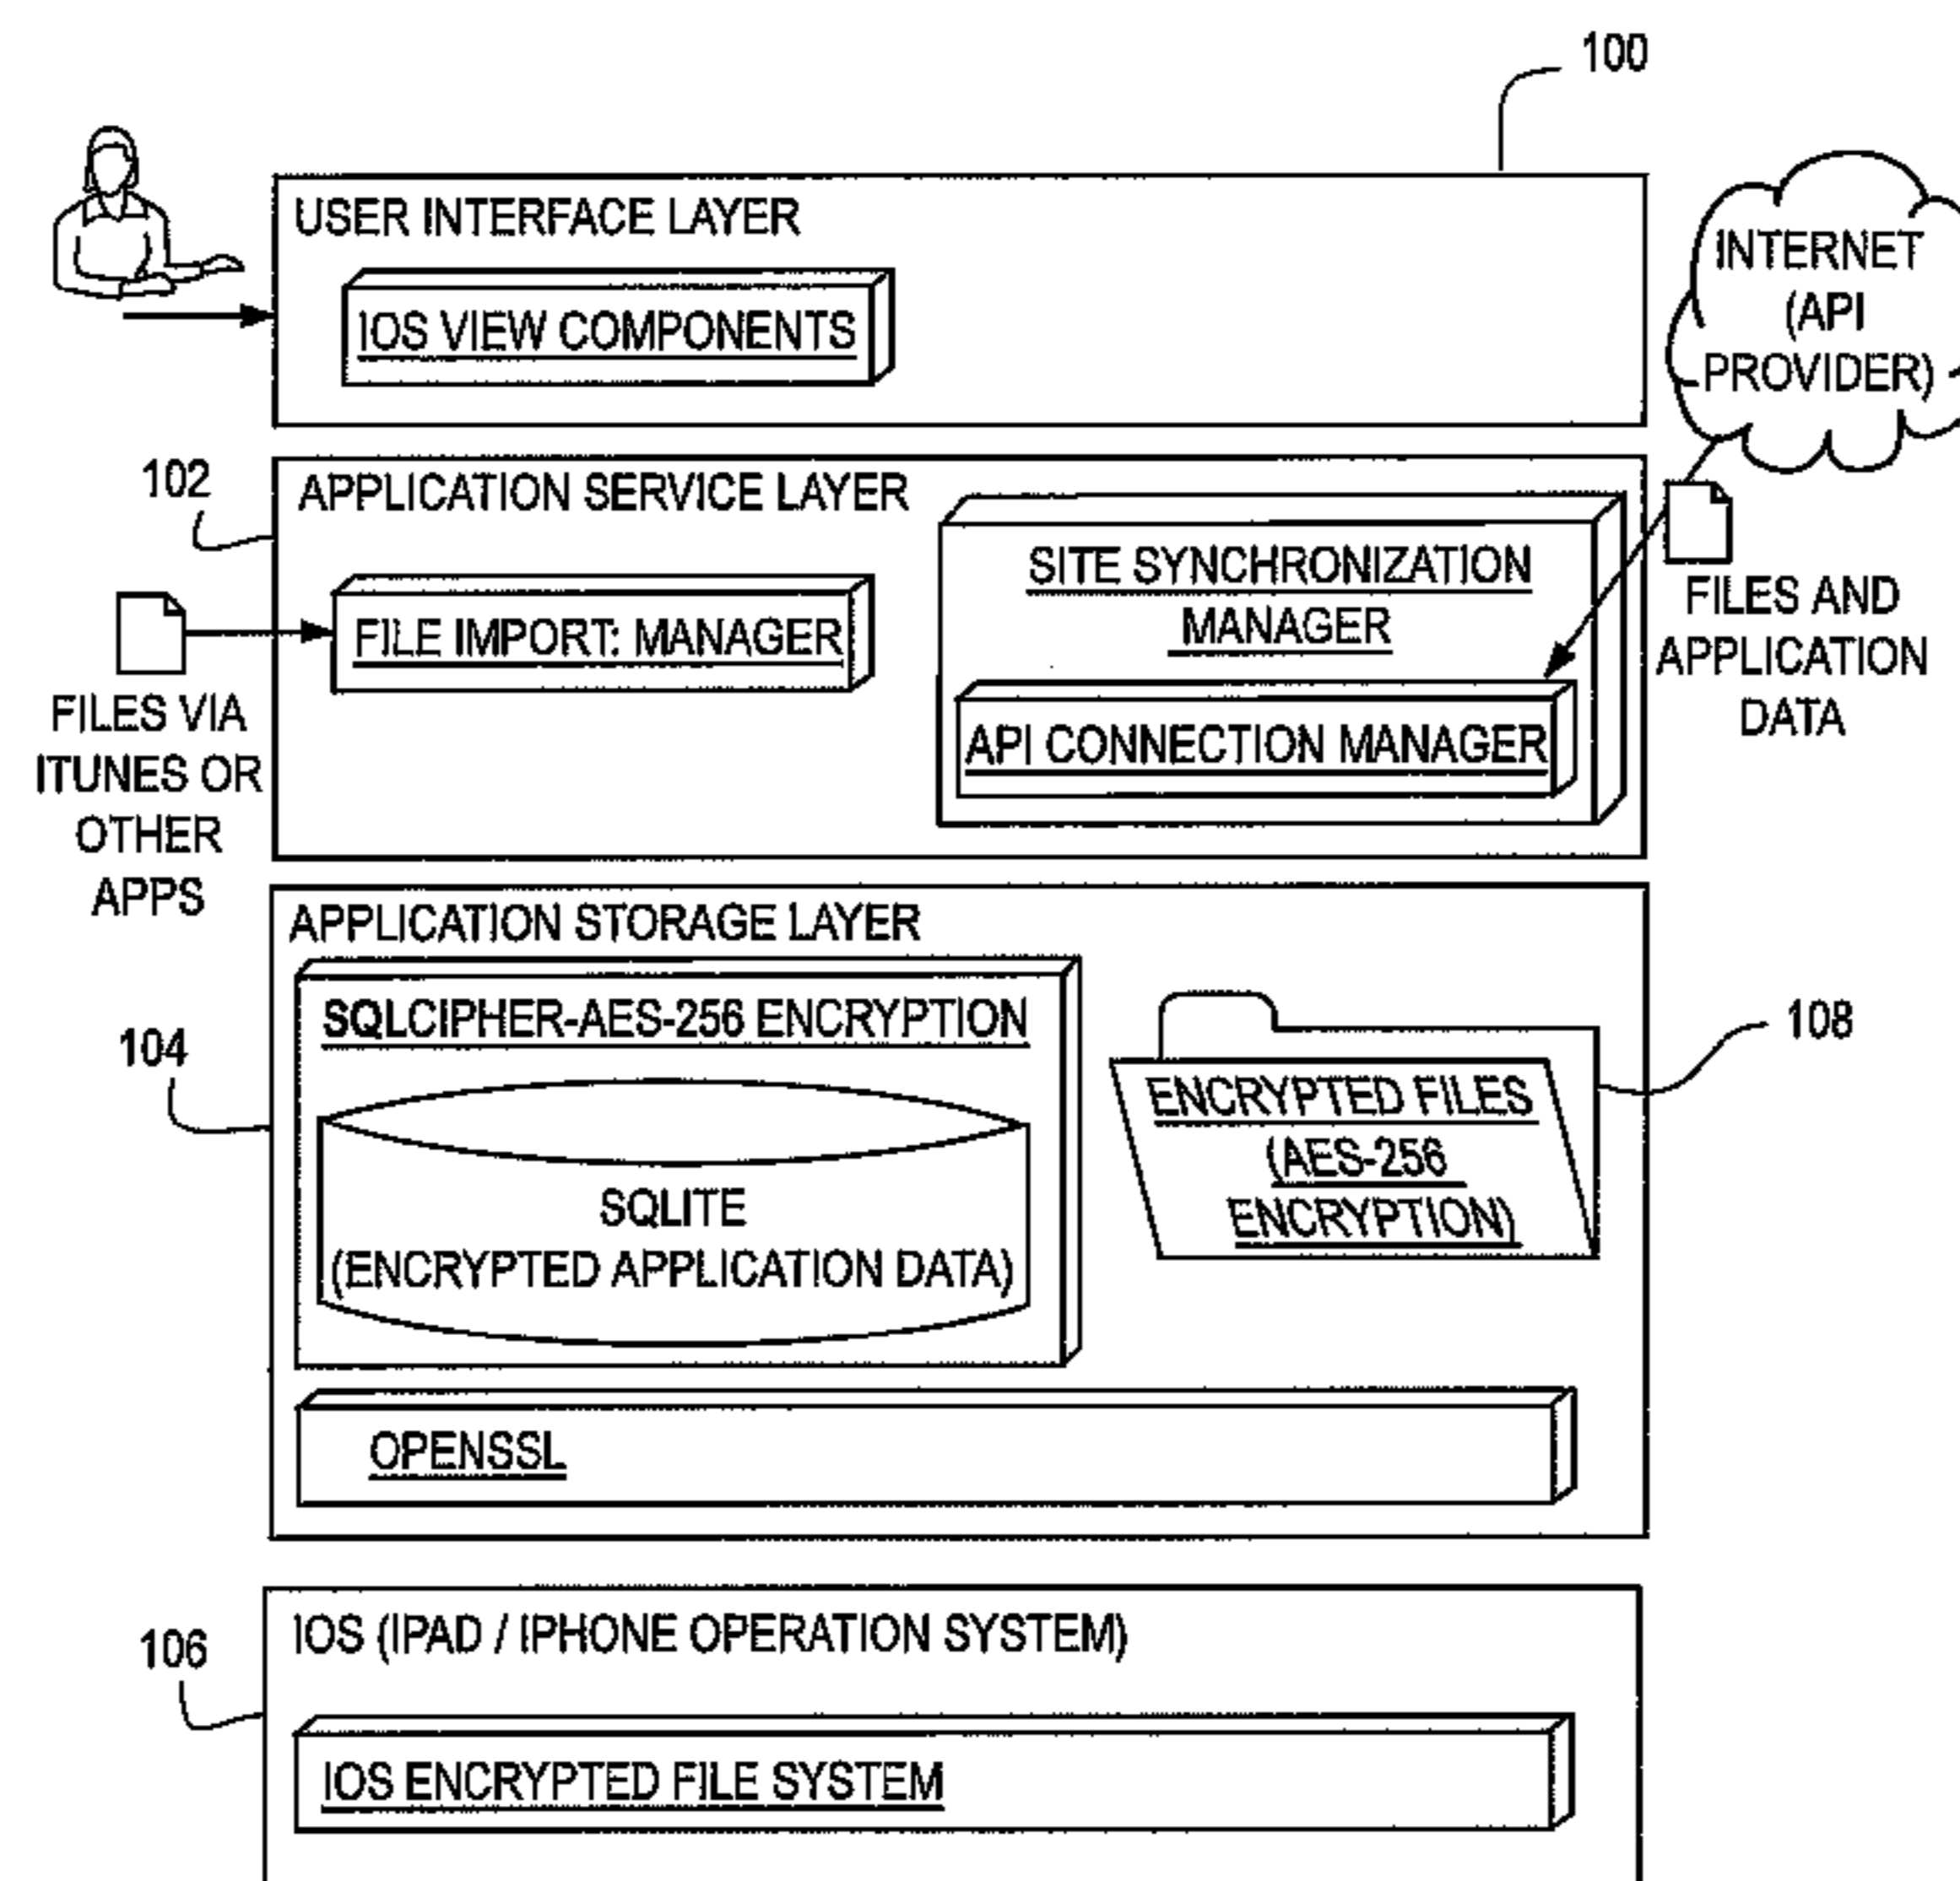 100
USER INTERFACE LAYER
IOS VIEW COMPONENTS
INTERNET
(API
PROVIDER)
102
APPLICATION SERVICE LAYER
FILE IMPORT: MANAGER
SITE SYNCHRONIZATION
MANAGER
API CONNECTION MANAGER
FILES AND
APPLICATION
DATA
FILES VIA
ITUNES OR
OTHER
APPS
APPLICATION STORAGE LAYER
104
SQLCIPHER-AES-256 ENCRYPTION
SQLITE
(ENCRYPTED APPLICATION DATA)
ENCRYPTED FILES
(AES-256
ENCRYPTION)
108
OPENSSL
106
IOS (IPAD / IPHONE OPERATION SYSTEM)
IOS ENCRYPTED FILE SYSTEM